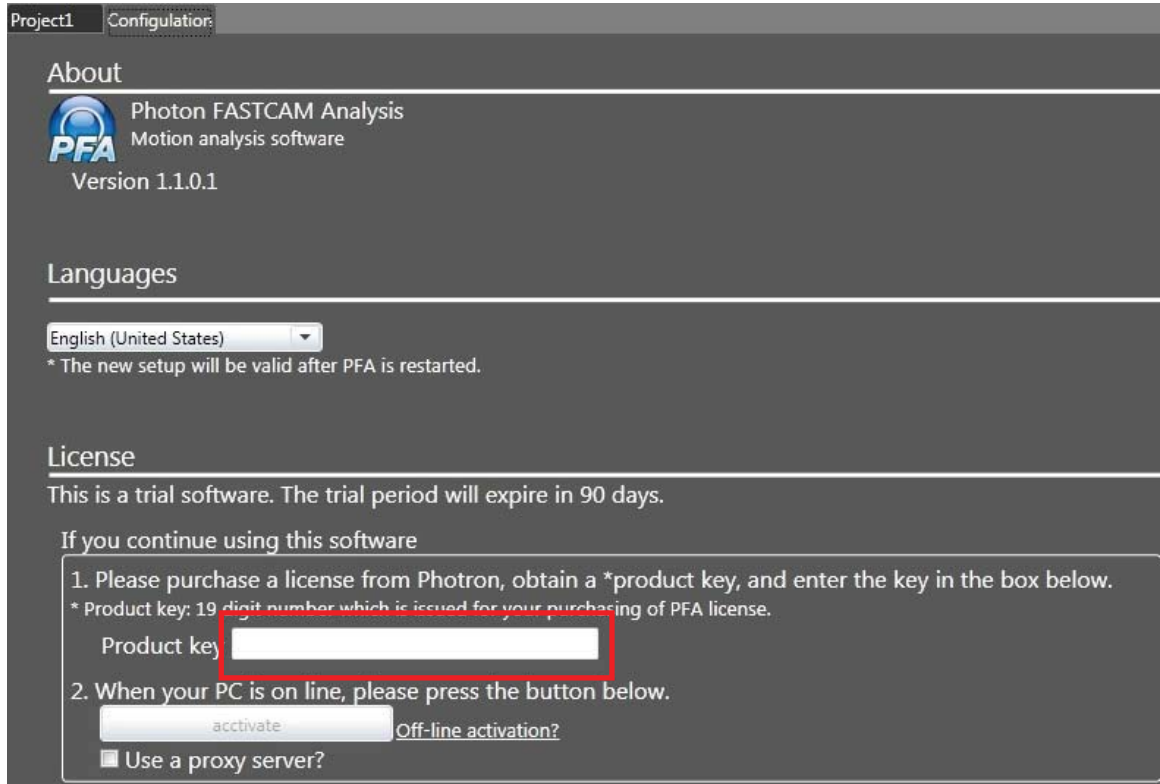 Project1 Configulation
About
PFA
Photon FASTCAM Analysis
Motion analysis software
Version 1.1.0.1
Languages
English (United States)
* The new setup will be valid after PFA is restarted.
License
This is a trial software. The trial period will expire in 90 days.
If you continue using this software
1. Please purchase a license from Photron, obtain a *product key, and enter the key in the box below.
* Product key: 19 digit number which is issued for your purchasing of PFA license.
Product key
2. When your PC is on line, please press the button below.
acctivate Off-line activation?
Use a proxy server?